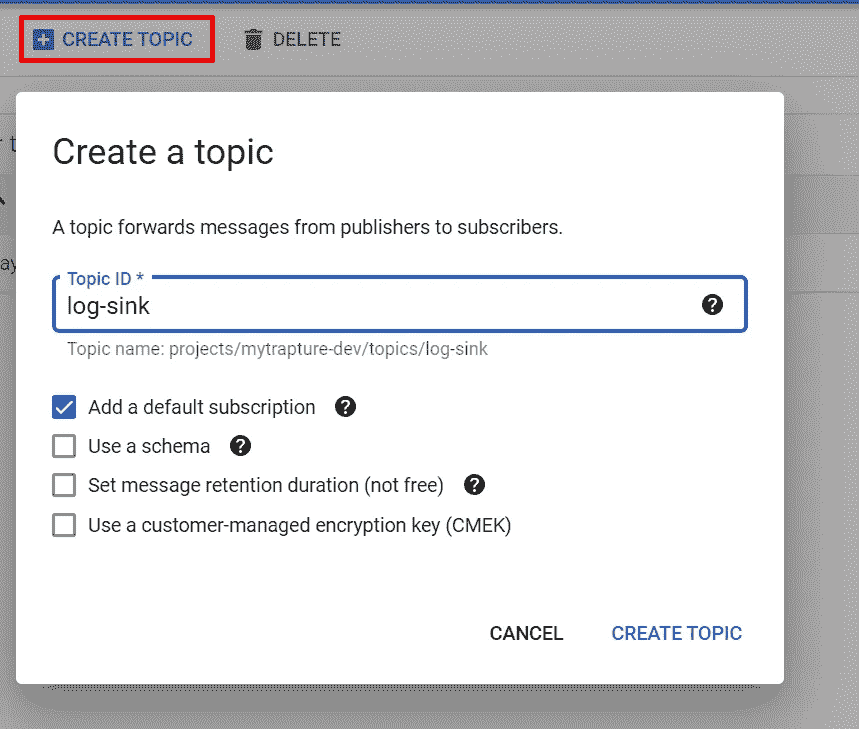 CREATE TOPIC DELETE
Create a topic
A topic forwards messages from publishers to subscribers.
Topic ID *
log-sink
Topic name: projects/mytrapture-dev/topics/log-sink
Add a default subscription
Use a schema
Set message retention duration (not free)
Use a customer-managed encryption key (CMEK)
CANCEL CREATE TOPIC